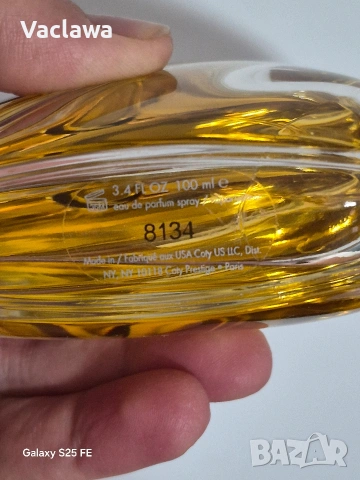 Vaclawa
3.4 FL OZ 100 ml e
eau de parfum spray
8134
Made in / Fabriqué aux USA Coty US LLC, Dist.
NY, NY 10118 Coty Prestige • Paris
Galaxy S25 FE
BAZAR